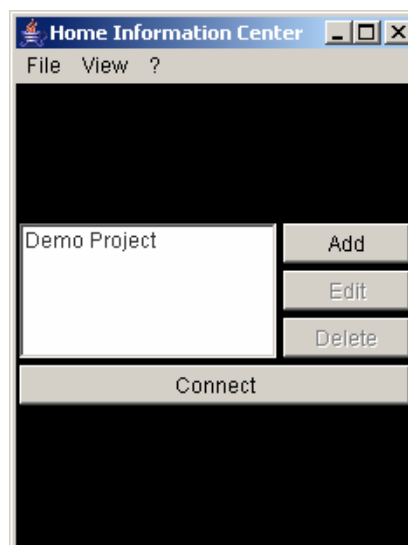 Home Information Center
File View ?
Demo Project
Add
Edit
Delete
Connect